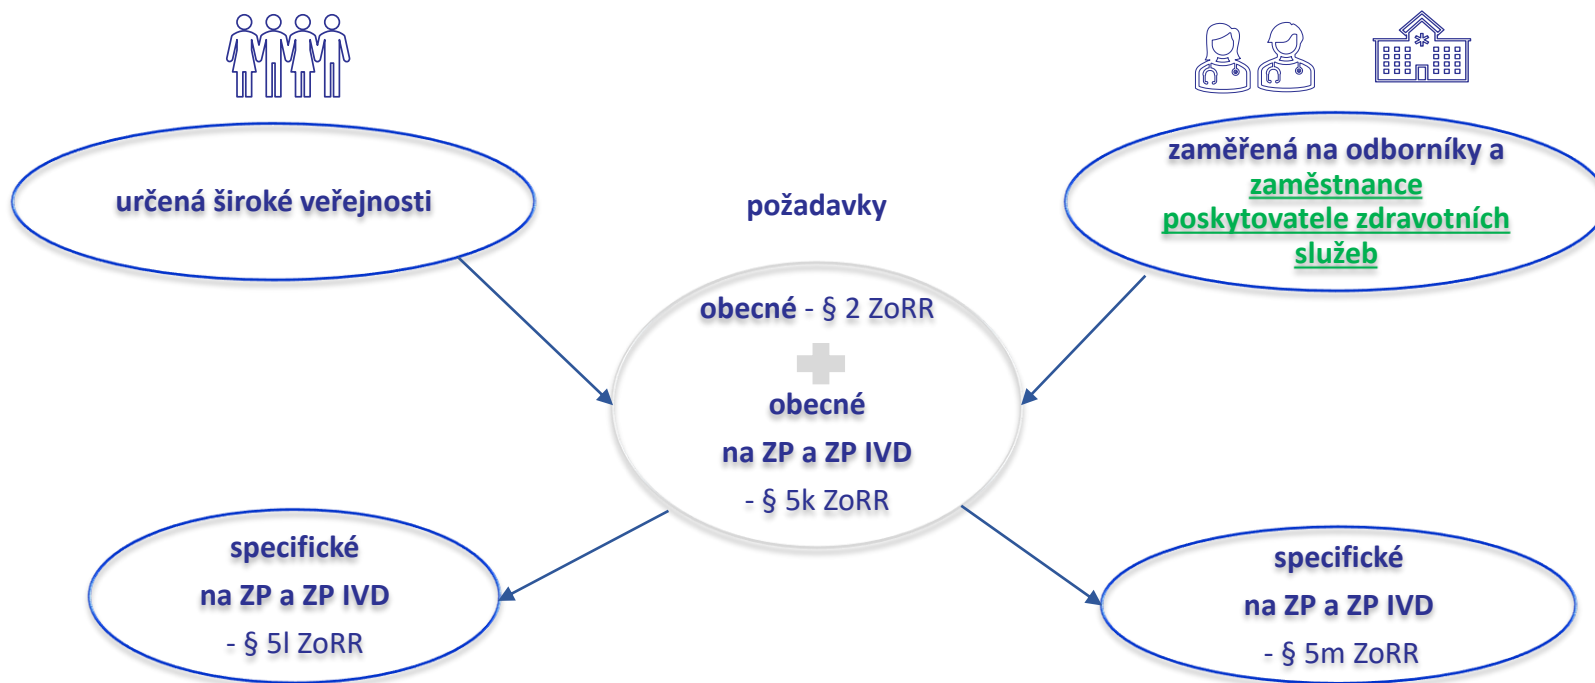 určená široké veřejnosti
požadavky
zaměřená na odborníky a
zaměstnance
poskytovatele zdravotních
služeb
obecné - § 2 ZoRR
obecné
na ZP a ZP IVD
- § 5k ZoRR
specifické
na ZP a ZP IVD
- § 5l ZoRR
specifické
na ZP a ZP IVD
- § 5m ZoRR